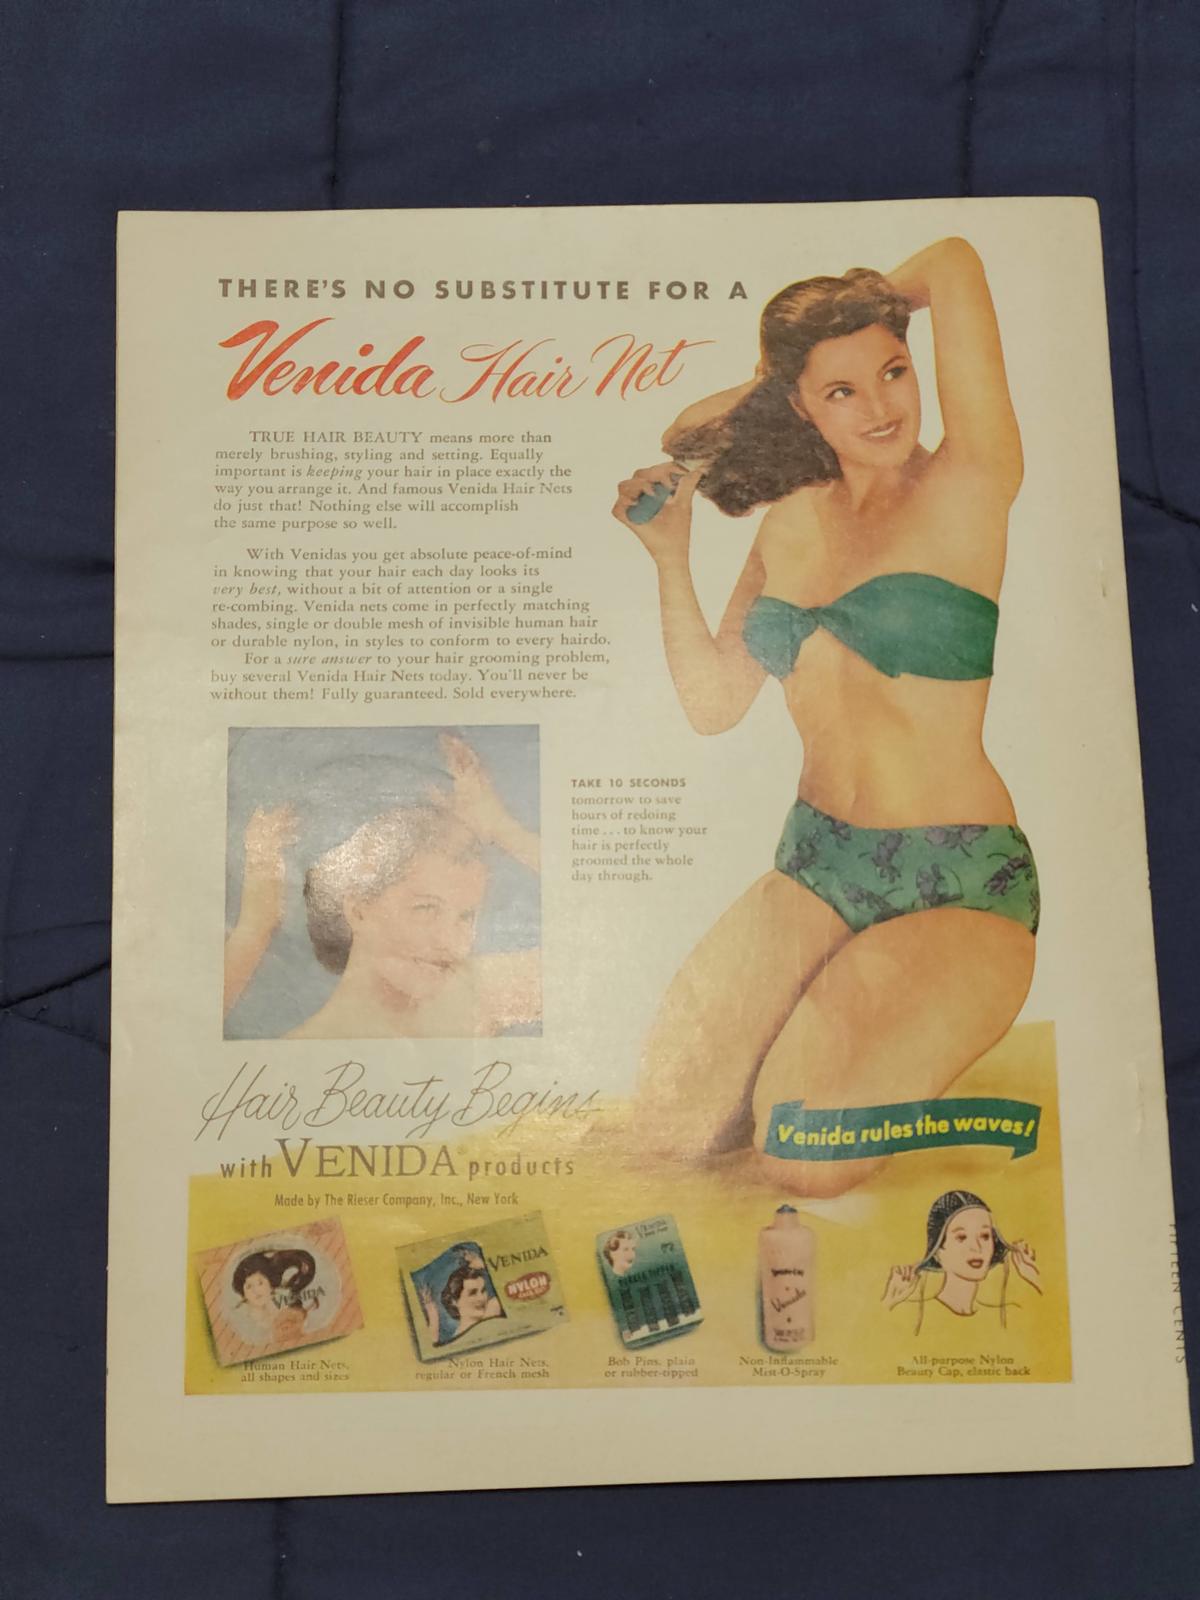 THERE'S NO SUBSTITUTE FOR A
Venida Hair Net
TRUE HAIR BEAUTY means more than
merely brushing, styling and setting. Equally
important is keeping your hair in place exactly the
way you arrange it. And famous Venida Hair Nets
do just that! Nothing else will accomplish
the same purpose so well.
With Venidas you get absolute peace-of-mind
in knowing that your hair each day looks its
very best, without a bit of attention or a single
re-combing. Venida nets come in perfectly matching
shades, single or double mesh of invisible human hair
or durable nylon, in styles to conform to every hairdo.
For a sure answer to your hair grooming problem,
buy several Venida Hair Nets today. You'll never be
without them! Fully guaranteed. Sold everywhere.
TAKE 10 SECONDS
tomorrow to save
hours of redoing
time . . . to know your
hair is perfectly
groomed the whole
day through.
Hair Beauty Begins
with VENIDA products
Made by The Rieser Company, Inc., New York
Venida rules the waves!
VENIDA
VENIDA
NYLON
VENIDA
RUBBER TIPPED
Venida
Human Hair Nets,
all shapes and sizes
Nylon Hair Nets,
regular or French mesh
Bob Pins, plain
or rubber-tipped
Non-Inflammable
Mist-O-Spray
All-purpose Nylon
Beauty Cap, elastic back
FIFTEEN CENTS